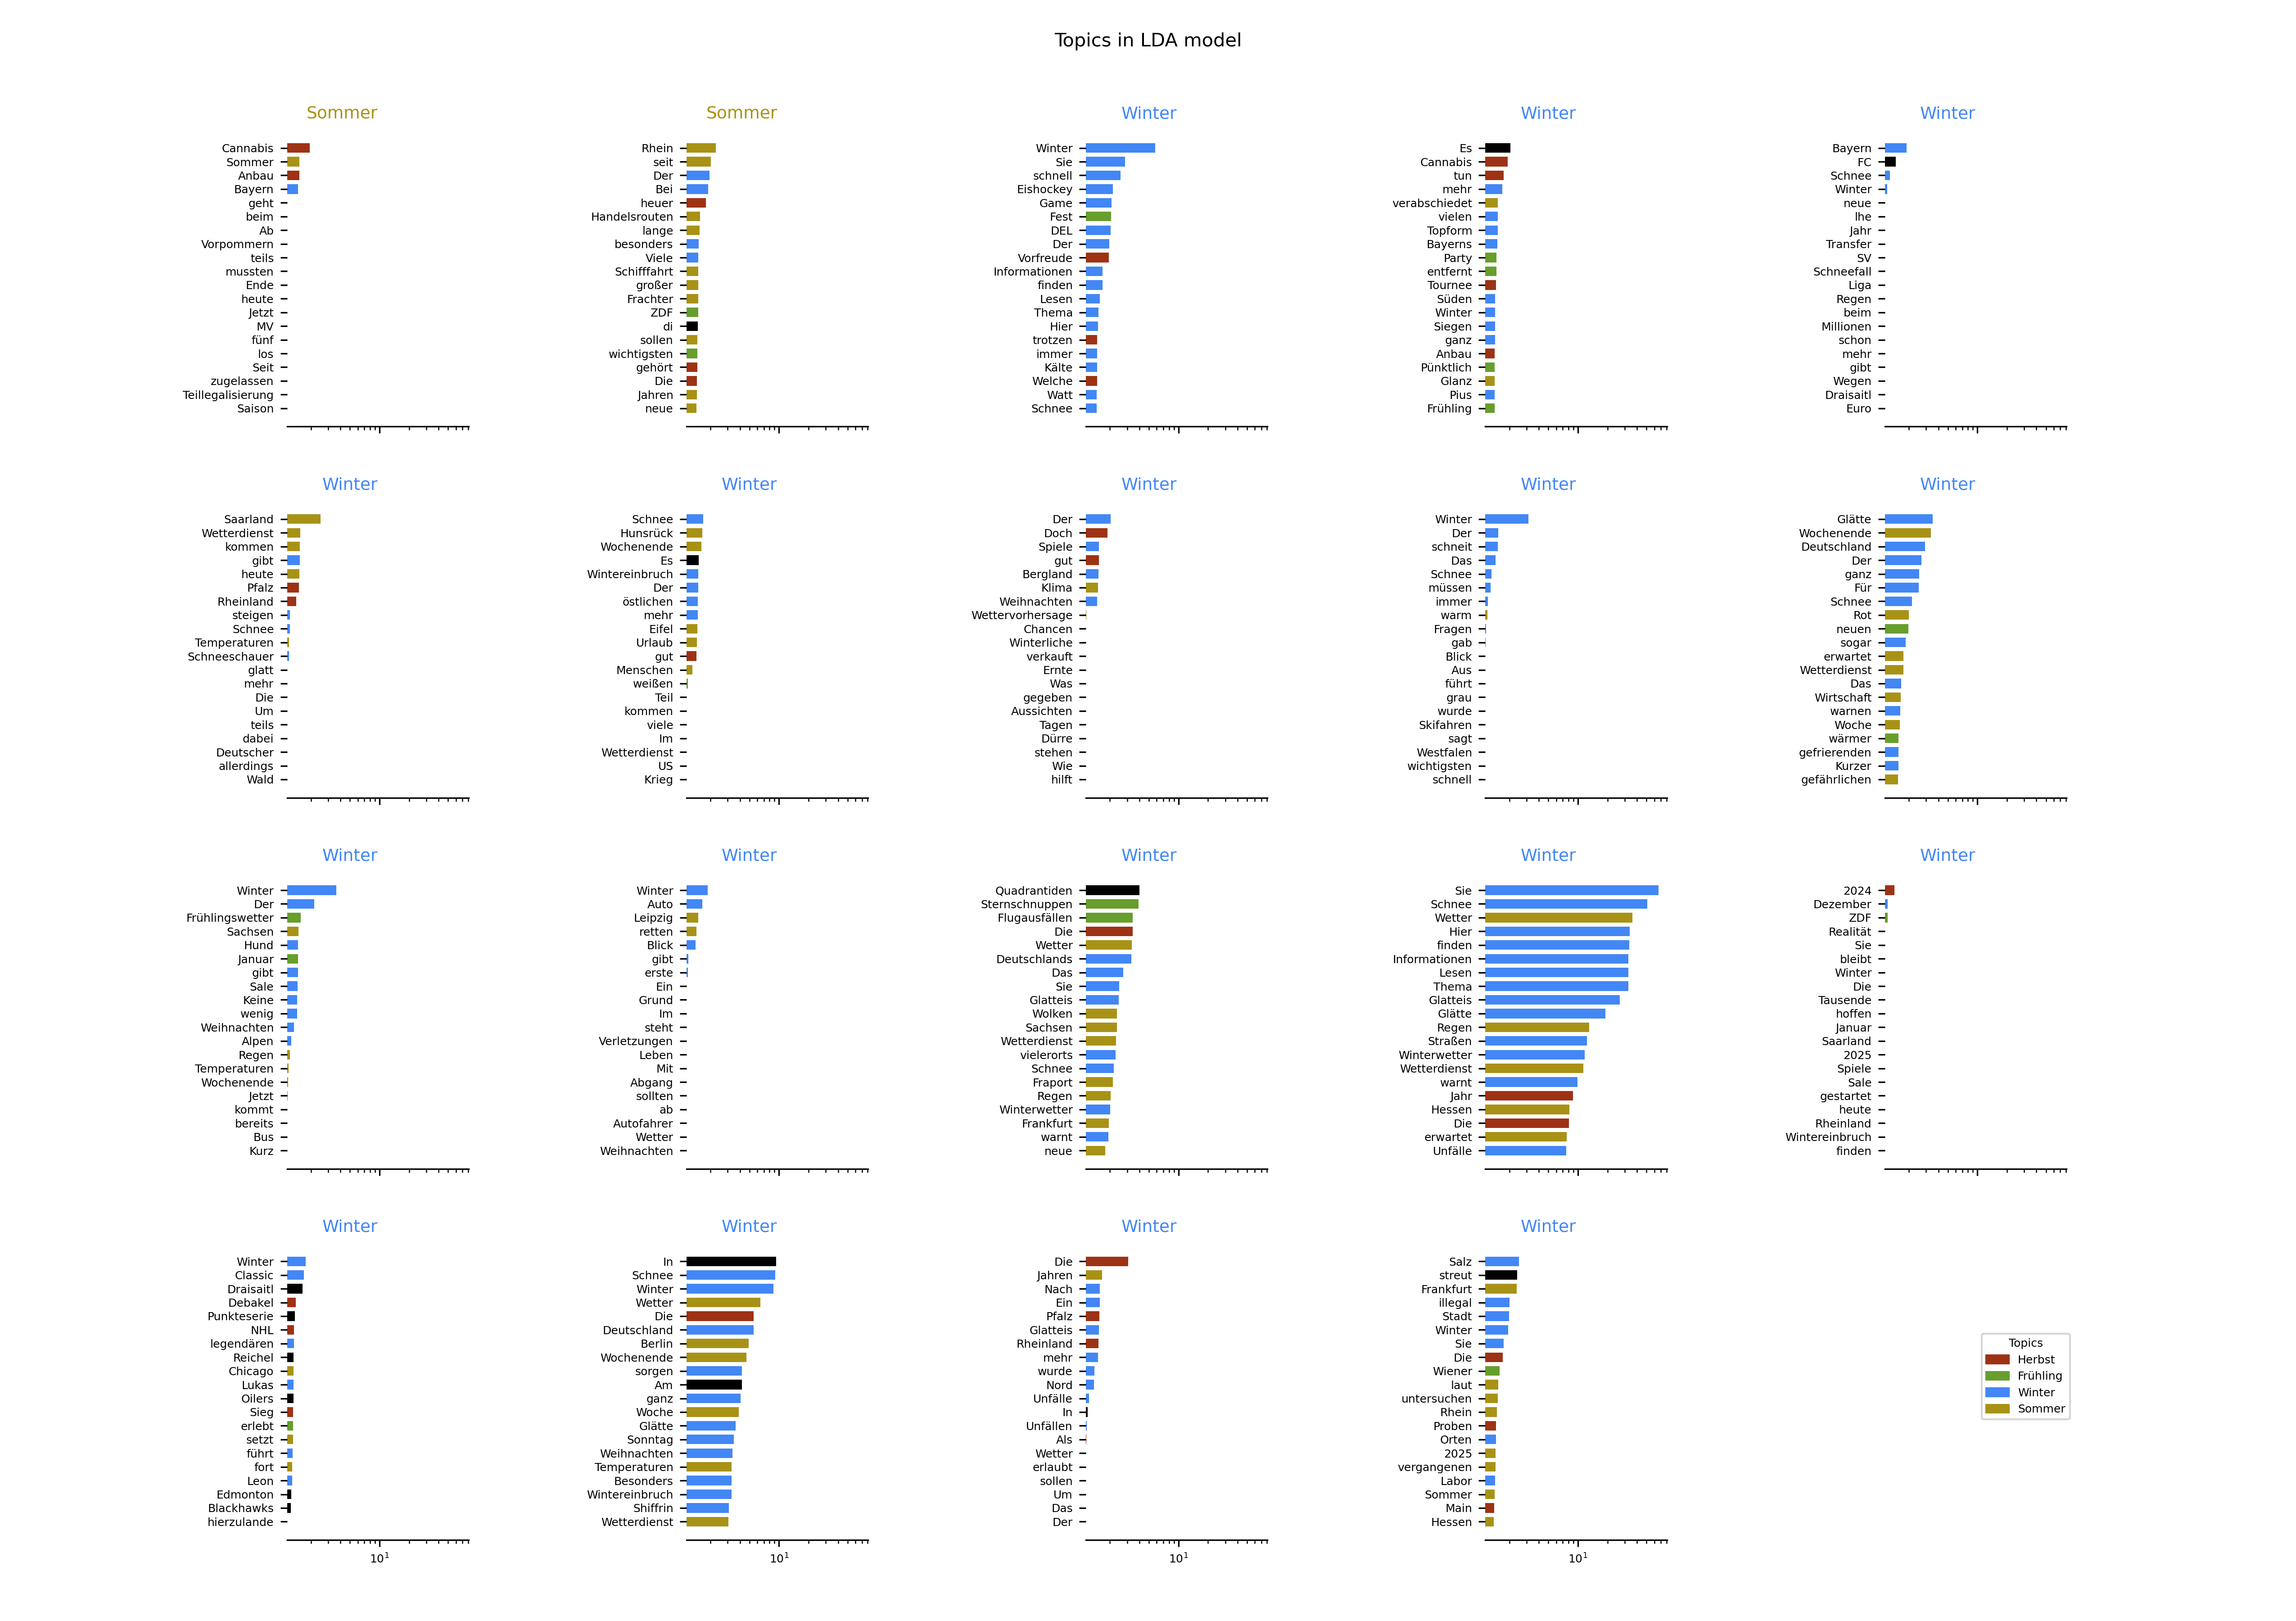 Topics in LDA model
Sommer
Cannabis
Sommer
Anbau
Bayern
geht
beim
Ab
Vorpommern
teils
mussten
Ende
heute
Jetzt
MV
fünf
los
Seit
zugelassen
Teillegalisierung
Saison
Sommer
Rhein
seit
Der
Bei
heuer
Handelsrouten
lange
besonders
Viele
Schifffahrt
großer
Frachter
ZDF
di
sollen
wichtigsten
gehört
Die
Jahren
neue
Winter
Winter
Sie
schnell
Eishockey
Game
Fest
DEL
Der
Vorfreude
Informationen
finden
Lesen
Thema
Hier
trotzen
immer
Kälte
Welche
Watt
Schnee
Winter
Es
Cannabis
tun
mehr
verabschiedet
vielen
Topform
Bayerns
Party
entfernt
Tournee
Süden
Winter
Siegen
ganz
Anbau
Pünktlich
Glanz
Pius
Frühling
Winter
Bayern
FC
Schnee
Winter
neue
Ihe
Jahr
Transfer
SV
Schneefall
Liga
Regen
beim
Millionen
schon
mehr
gibt
Wegen
Draisaitl
Euro
Winter
Saarland
Wetterdienst
kommen
gibt
heute
Pfalz
Rheinland
steigen
Schnee
Temperaturen
Schneeschauer
glatt
mehr
Die
Um
teils
dabei
Deutscher
allerdings
Wald
Winter
Schnee
Hunsrück
Wochenende
Es
Wintereinbruch
Der
östlichen
mehr
Eifel
Urlaub
gut
Menschen
weißen
Teil
kommen
viele
Im
Wetterdienst
US
Krieg
Winter
Der
Doch
Spiele
gut
Bergland
Klima
Weihnachten
Wettervorhersage
Chancen
Winterliche
verkauft
Ernte
Was
gegeben
Aussichten
Tagen
Dürre
stehen
Wie
hilft
Winter
Winter
Der
schneit
Das
Schnee
müssen
immer
warm
Fragen
gab
Blick
Aus
führt
grau
wurde
Skifahren
sagt
Westfalen
wichtigsten
schnell
Winter
Glätte
Wochenende
Deutschland
Der
ganz
Für
Schnee
Rot
neuen
sogar
erwartet
Wetterdienst
Das
Wirtschaft
warnen
Woche
wärmer
gefrierenden
Kurzer
gefährlichen
Winter
Winter
Der
Frühlingswetter
Sachsen
Hund
Januar
gibt
Sale
Keine
wenig
Weihnachten
Alpen
Regen
Temperaturen
Wochenende
Jetzt
kommt
bereits
Bus
Kurz
Winter
Winter
Auto
Leipzig
retten
Blick
gibt
erste
Ein
Grund
Im
steht
Verletzungen
Leben
Mit
Abgang
sollten
ab
Autofahrer
Wetter
Weihnachten
Winter
Quadrantiden
Sternschnuppen
Flugausfällen
Die
Wetter
Deutschlands
Das
Sie
Glatteis
Wolken
Sachsen
Wetterdienst
vielerorts
Schnee
Fraport
Regen
Winterwetter
Frankfurt
warnt
neue
Winter
Sie
Schnee
Wetter
Hier
finden
Informationen
Lesen
Thema
Glatteis
Glätte
Regen
Straßen
Winterwetter
Wetterdienst
warnt
Jahr
Hessen
Die
erwartet
Unfälle
Winter
2024
Dezember
ZDF
Realität
Sie
bleibt
Winter
Die
Tausende
hoffen
Januar
Saarland
2025
Spiele
Sale
gestartet
heute
Rheinland
Wintereinbruch
finden
Winter
Winter
Classic
Draisaitl
Debakel
Punkteserie
NHL
legendären
Reichel
Chicago
Lukas
Oilers
Sieg
erlebt
setzt
führt
fort
Leon
Edmonton
Blackhawks
hierzulande
10¹
Winter
In
Schnee
Winter
Wetter
Die
Deutschland
Berlin
Wochenende
sorgen
Am
ganz
Woche
Glätte
Sonntag
Weihnachten
Temperaturen
Besonders
Wintereinbruch
Shiffrin
Wetterdienst
10¹
Winter
Die
Jahren
Nach
Ein
Pfalz
Glatteis
Rheinland
mehr
wurde
Nord
Unfälle
In
Unfällen
Als
Wetter
erlaubt
sollen
Um
Das
Der
10¹
Winter
Salz
streut
Frankfurt
illegal
Stadt
Winter
Sie
Die
Wiener
laut
untersuchen
Rhein
Proben
Orten
2025
vergangenen
Labor
Sommer
Main
Hessen
10¹
Topics
Herbst
Frühling
Winter
Sommer